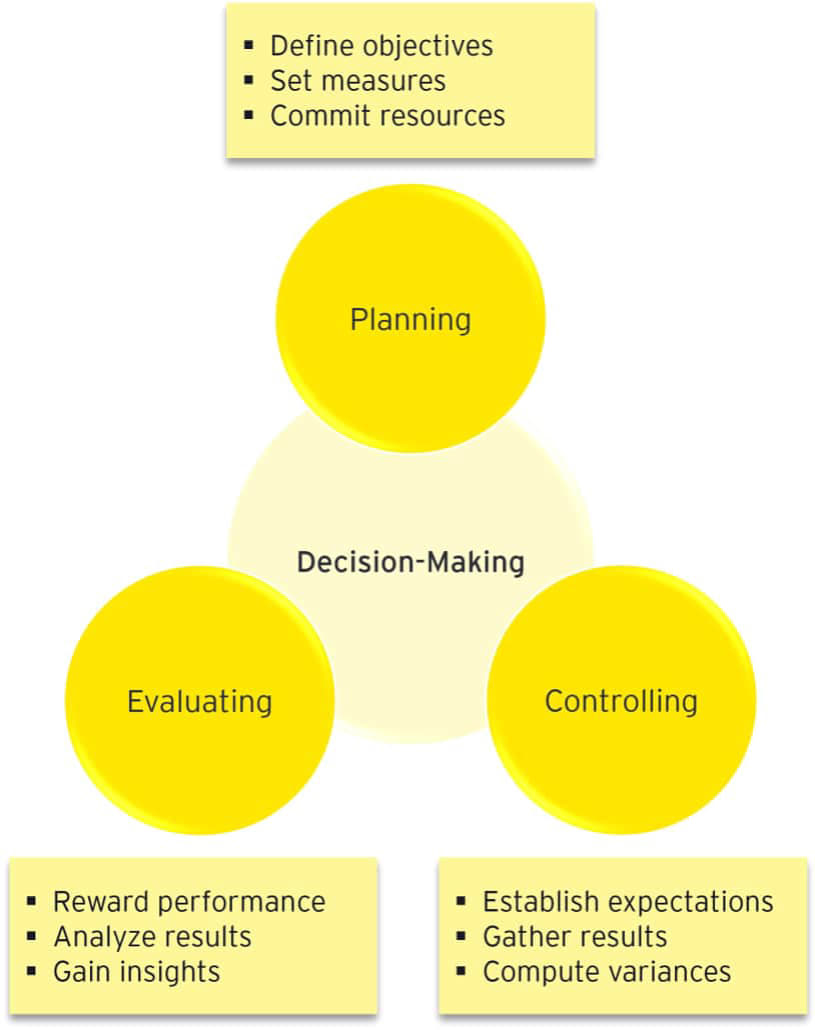 ▪ Define objectives
▪ Set measures
▪ Commit resources
Planning
Decision-Making
Evaluating
Controlling
▪ Reward performance
▪ Analyze results
▪ Gain insights
▪ Establish expectations
▪ Gather results
▪ Compute variances